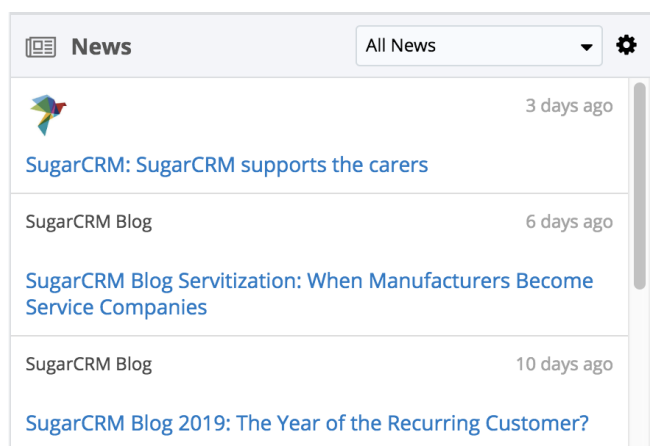 News
All News
3 days ago
SugarCRM: SugarCRM supports the carers
SugarCRM Blog
6 days ago
SugarCRM Blog Servitization: When Manufacturers Become
Service Companies
SugarCRM Blog
10 days ago
SugarCRM Blog 2019: The Year of the Recurring Customer?